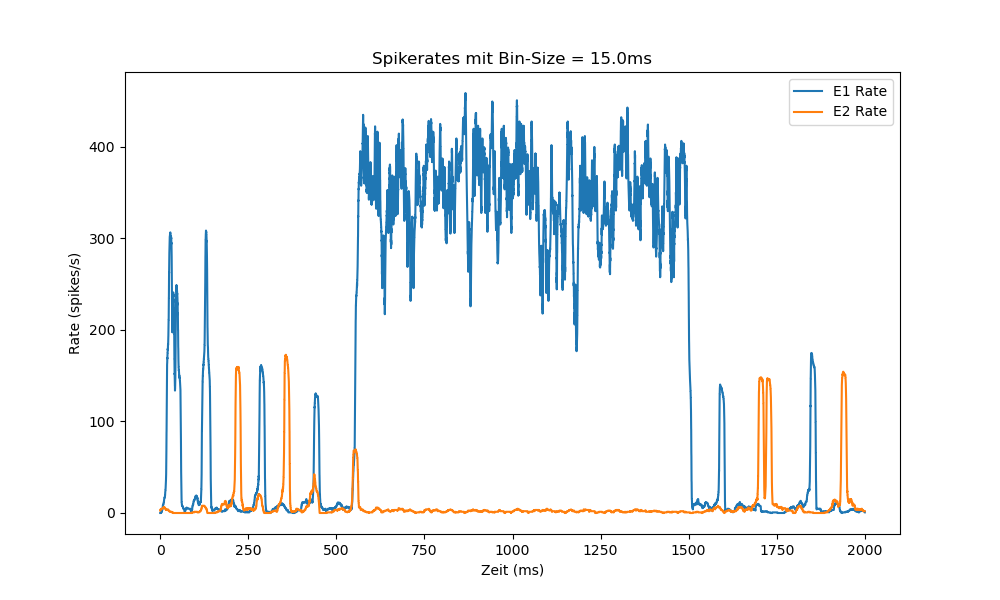 Spikerates mit Bin-Size = 15.0ms
E1 Rate
E2 Rate
Rate (spikes/s)
400
300
200
100
0
0 250 500 750 1000 1250 1500 1750 2000
Zeit (ms)